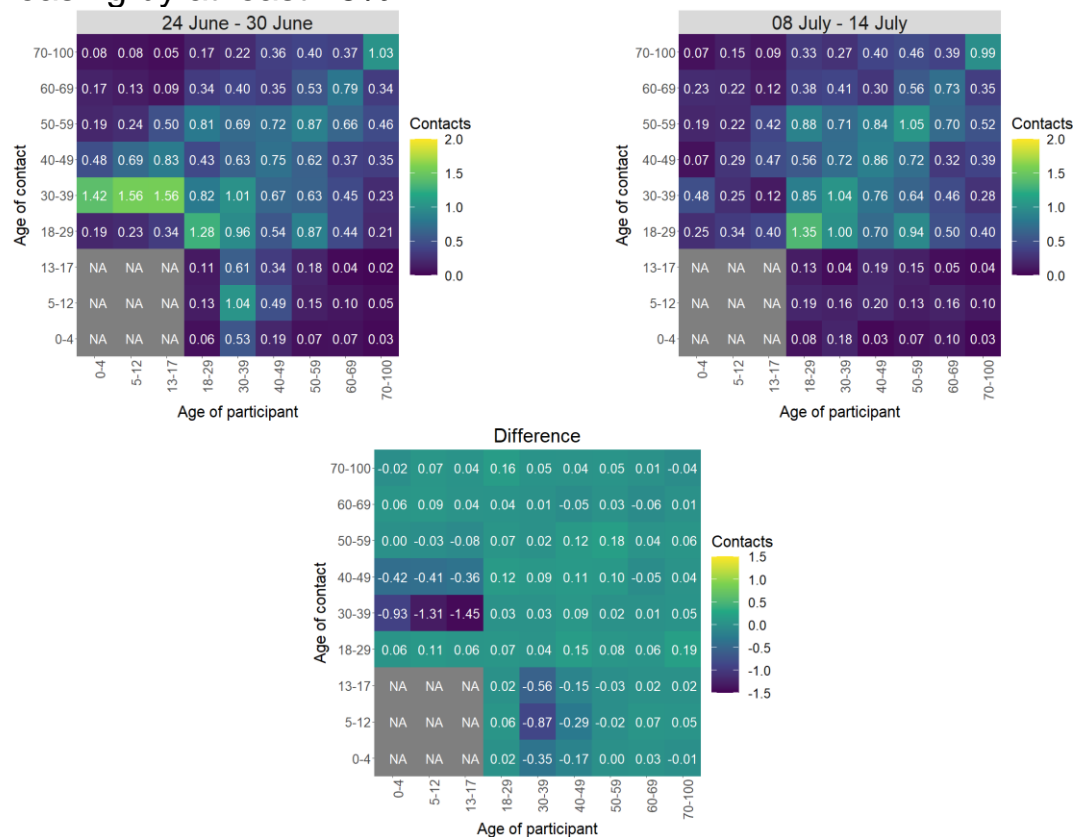 easing by at least
24 June - 30 June
70-100 0.08 0.08 0.05 0.17 0.22 0.36 0.40 0.37 1.03
60-69 0.17 0.13 0.09 0.34 0.40 0.35 0.53 0.79 0.34
50-59 0.19 0.24 0.50 0.81 0.69 0.72 0.87 0.66 0.46
40-49 0.48 0.69 0.83 0.43 0.63 0.75 0.62 0.37 0.35
30-39 1.42 1.56 1.56 0.82 1.01 0.67 0.63 0.45 0.23
18-29 0.19 0.23 0.34 1.28 0.96 0.54 0.87 0.44 0.21
13-17 NA NA NA 0.11 0.61 0.34 0.18 0.04 0.02
5-12 NA NA NA 0.13 1.04 0.49 0.15 0.10 0.05
0-4 NA NA NA 0.06 0.53 0.19 0.07 0.07 0.03
0-4 5-12 13-17 18-29 30-39 40-49 50-59 60-69 70-100
Age of participant
Age of contact
Contacts
2.0
1.5
1.0
0.5
0.0
08 July - 14 July
70-100 0.07 0.15 0.09 0.33 0.27 0.40 0.46 0.39 0.99
60-69 0.23 0.22 0.12 0.38 0.41 0.30 0.56 0.73 0.35
50-59 0.19 0.22 0.42 0.88 0.71 0.84 1.05 0.70 0.52
40-49 0.07 0.29 0.47 0.56 0.72 0.86 0.72 0.32 0.39
30-39 0.48 0.25 0.12 0.85 1.04 0.76 0.64 0.46 0.28
18-29 0.25 0.34 0.40 1.35 1.00 0.70 0.94 0.50 0.40
13-17 NA NA NA 0.13 0.04 0.19 0.15 0.05 0.04
5-12 NA NA NA 0.19 0.16 0.20 0.13 0.16 0.10
0-4 NA NA NA 0.08 0.18 0.03 0.07 0.10 0.03
0-4 5-12 13-17 18-29 30-39 40-49 50-59 60-69 70-100
Age of participant
Age of contact
Contacts
2.0
1.5
1.0
0.5
0.0
Difference
70-100 -0.02 0.07 0.04 0.16 0.05 0.04 0.05 0.01 -0.04
60-69 0.06 0.09 0.04 0.04 0.01 -0.05 0.03 -0.06 0.01
50-59 0.00 -0.03 -0.08 0.07 0.02 0.12 0.18 0.04 0.06
40-49 -0.42 -0.41 -0.36 0.12 0.09 0.11 0.10 -0.05 0.04
30-39 -0.93 -1.31 -1.45 0.03 0.03 0.09 0.02 0.01 0.05
18-29 0.06 0.11 0.06 0.07 0.04 0.15 0.08 0.06 0.19
13-17 NA NA NA 0.02 -0.56 -0.15 -0.03 0.02 0.02
5-12 NA NA NA 0.06 -0.87 -0.29 -0.02 0.07 0.05
0-4 NA NA NA 0.02 -0.35 -0.17 0.00 0.03 -0.01
0-4 5-12 13-17 18-29 30-39 40-49 50-59 60-69 70-100
Age of participant
Age of contact
Contacts
1.5
1.0
0.5
0.0
-0.5
-1.0
-1.5